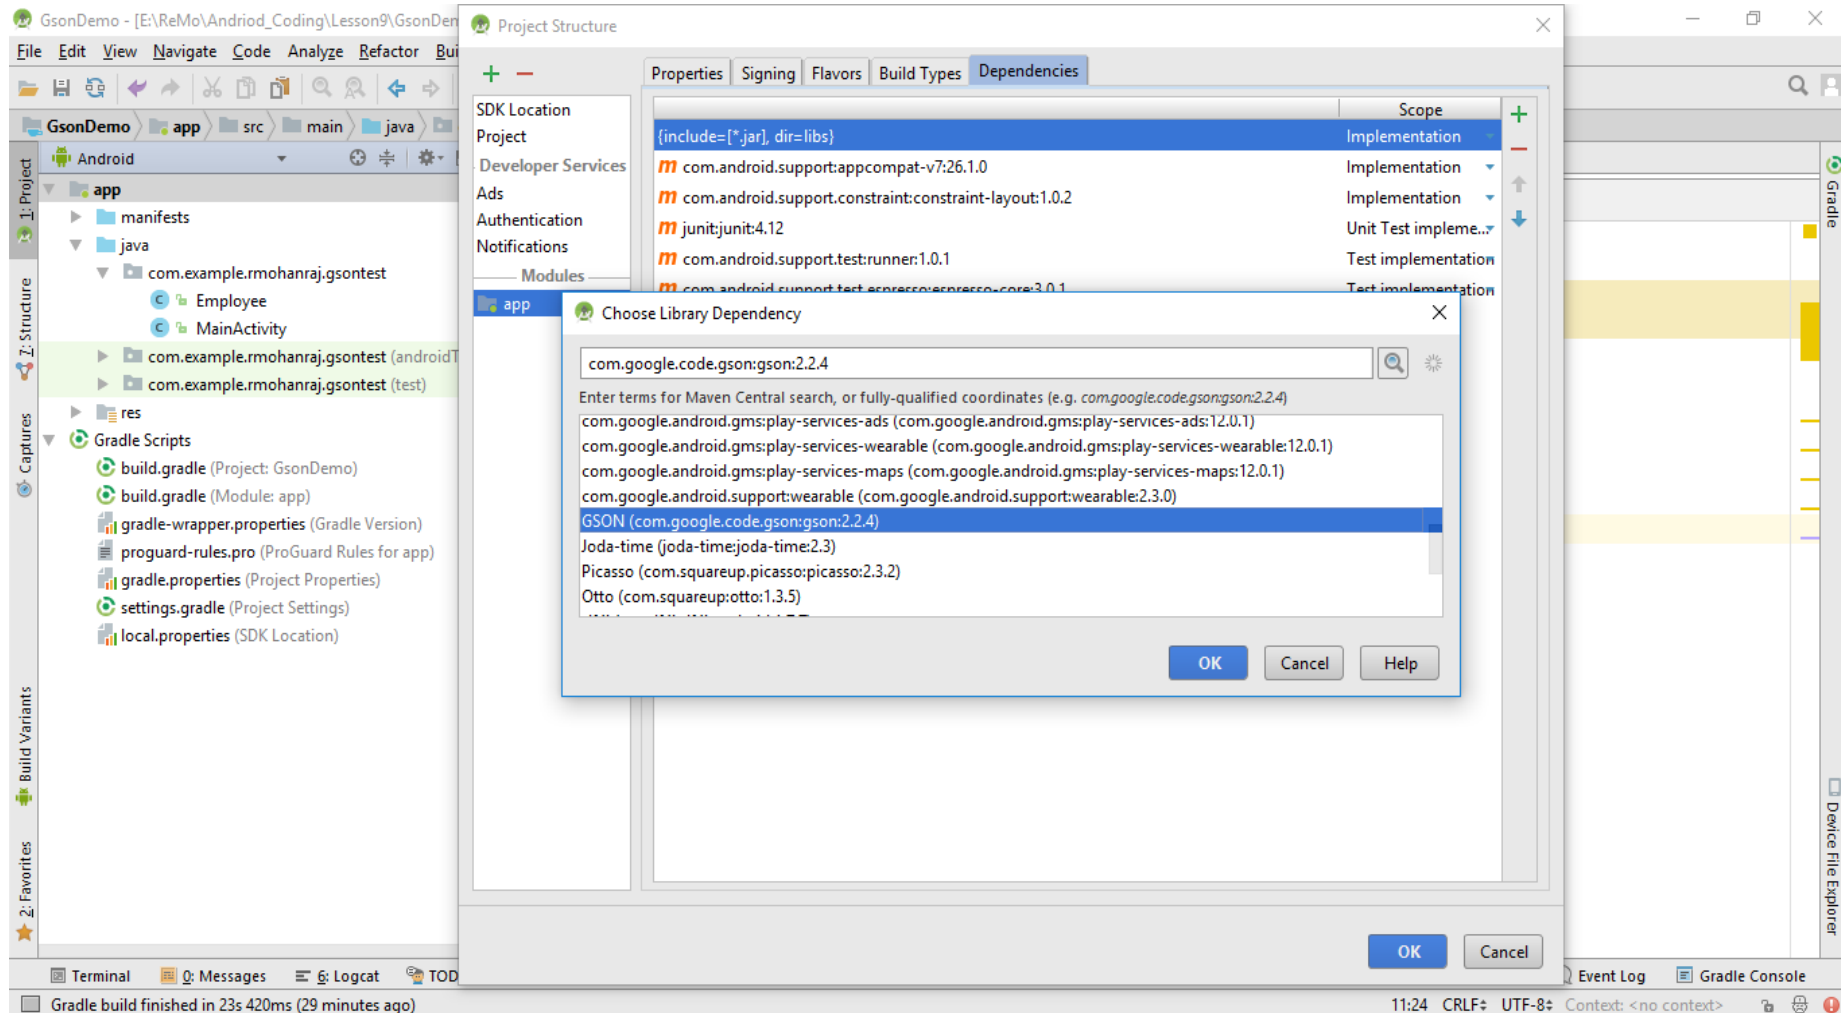 GsonDemo - [E:\ReMo\Andriod_Coding\Lesson9\GsonDem
File Edit View Navigate Code Analyze Refactor Bui
GsonDemo app src main java
Android
1: Project
7: Structure
Captures
Build Variants
2: Favorites
app
manifests
java
com.example.rmohanraj.gsontest
Employee
MainActivity
com.example.rmohanraj.gsontest (androidT
com.example.rmohanraj.gsontest (test)
res
Gradle Scripts
build.gradle (Project: GsonDemo)
build.gradle (Module: app)
gradle-wrapper.properties (Gradle Version)
proguard-rules.pro (ProGuard Rules for app)
gradle.properties (Project Properties)
settings.gradle (Project Settings)
local.properties (SDK Location)
Project Structure
SDK Location
Project
Developer Services
Ads
Authentication
Notifications
Modules
app
Properties Signing Flavors Build Types Dependencies
Scope
{include=[*.jar], dir=libs} Implementation
m com.android.support:appcompat-v7:26.1.0 Implementation
m com.android.support.constraint:constraint-layout:1.0.2 Implementation
m junit:junit:4.12 Unit Test impleme...
m com.android.support.test:runner:1.0.1 Test implementation
m com.android.support.test.espresso:espresso-core:3.0.1 Test implementation
Choose Library Dependency
com.google.code.gson:gson:2.2.4
Enter terms for Maven Central search, or fully-qualified coordinates (e.g. com.google.code.gson:gson:2.2.4)
com.google.android.gms:play-services-ads (com.google.android.gms:play-services-ads:12.0.1)
com.google.android.gms:play-services-wearable (com.google.android.gms:play-services-wearable:12.0.1)
com.google.android.gms:play-services-maps (com.google.android.gms:play-services-maps:12.0.1)
com.google.android.support:wearable (com.google.android.support:wearable:2.3.0)
GSON (com.google.code.gson:gson:2.2.4)
Joda-time (joda-time:joda-time:2.3)
Picasso (com.squareup.picasso:picasso:2.3.2)
Otto (com.squareup:otto:1.3.5)
OK Cancel Help
OK Cancel
Gradle
Device File Explorer
Terminal 0: Messages 6: Logcat TOD
Event Log Gradle Console
Gradle build finished in 23s 420ms (29 minutes ago)
11:24 CRLF UTF-8 Context: <no context>